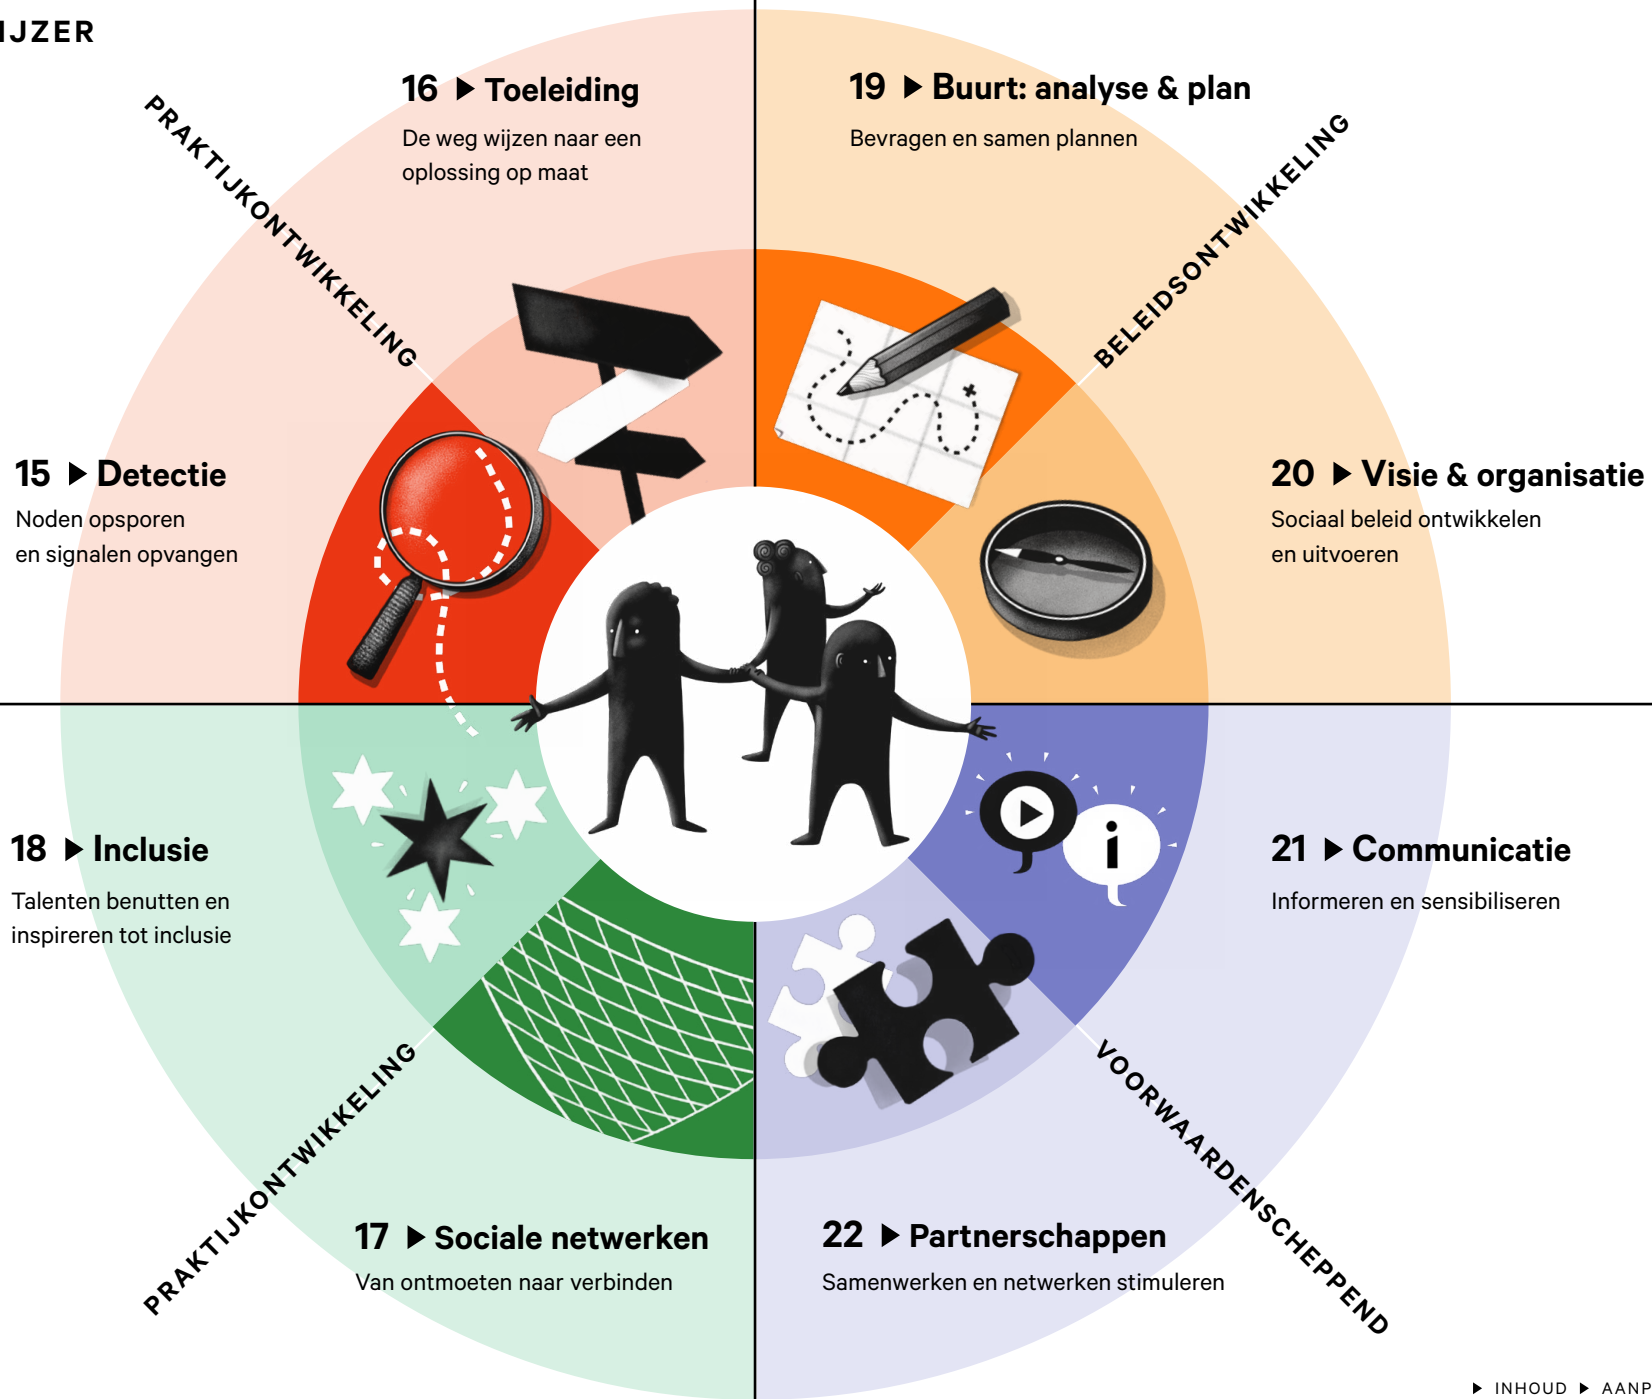 IJZER
16 ▶ Toeleiding
De weg wijzen naar een
oplossing op maat
19 ▶ Buurt: analyse & plan
Bevragen en samen plannen
PRAKTIJKONTWIKKELING
BELEIDSONTWIKKELING
15 ▶ Detectie
Noden opsporen
en signalen opvangen
20 ▶ Visie & organisatie
Sociaal beleid ontwikkelen
en uitvoeren
18 ▶ Inclusie
Talenten benutten en
inspireren tot inclusie
i
21 ▶ Communicatie
Informeren en sensibiliseren
PRAKTIJKONTWIKKELING
VOORWAARDENSCHEPPEND
17 ▶ Sociale netwerken
Van ontmoeten naar verbinden
22 ▶ Partnerschappen
Samenwerken en netwerken stimuleren
▶ INHOUD ▶ AANP